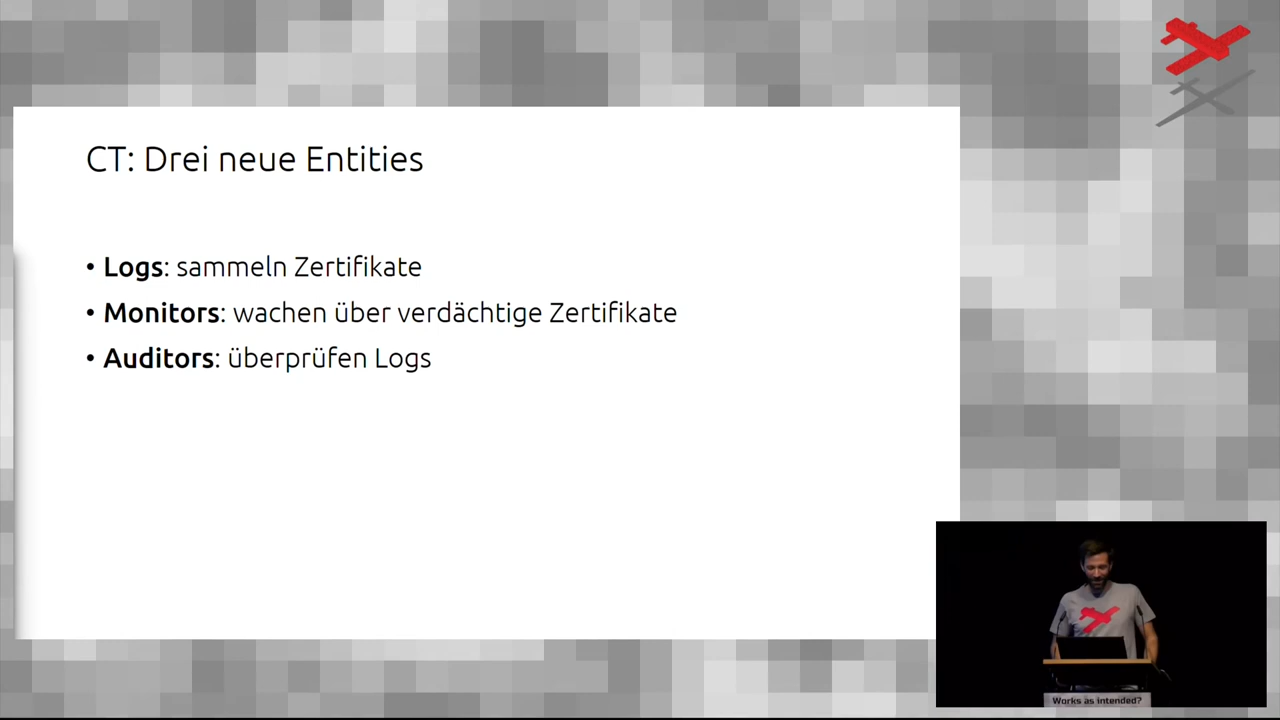 CT: Drei neue Entities
• Logs: sammeln Zertifikate
• Monitors: wachen über verdächtige Zertifikate
• Auditors: überprüfen Logs
Works as intended?